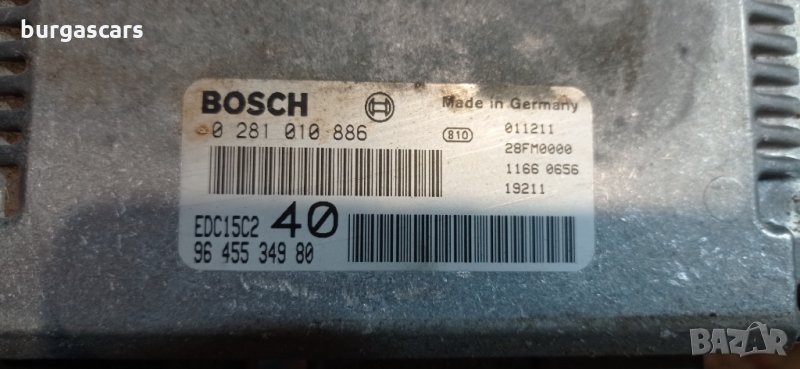 burgascars
BOSCH
Made in Germany
0 281 010 886
810
011211
28FM0000
1166 0656
19211
EDC15C2 40
96 455 349 80
BAZAR